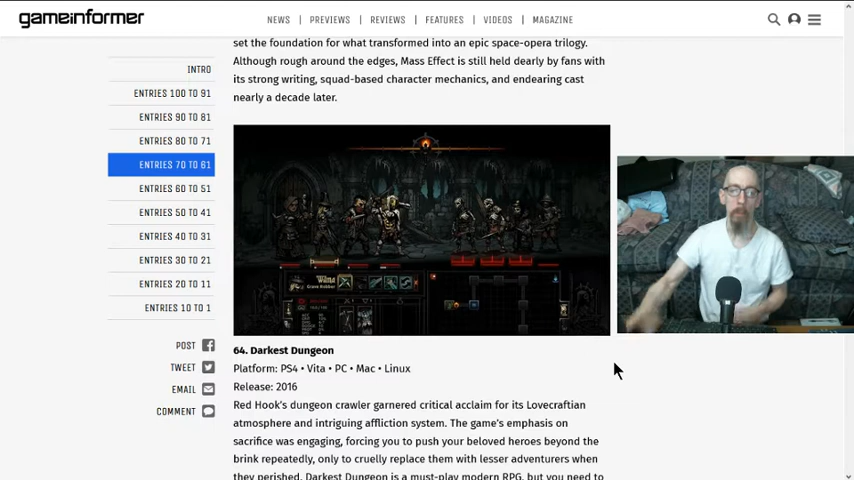 gameinformer
NEWS | PREVIEWS | REVIEWS | FEATURES | VIDEOS | MAGAZINE
set the foundation for what transformed into an epic space-opera trilogy.
Although rough around the edges, Mass Effect is still held dearly by fans with
its strong writing, squad-based character mechanics, and endearing cast
nearly a decade later.
INTRO
ENTRIES 100 TO 91
ENTRIES 90 TO 81
ENTRIES 80 TO 71
ENTRIES 70 TO 61
ENTRIES 60 TO 51
ENTRIES 50 TO 41
ENTRIES 40 TO 31
ENTRIES 30 TO 21
ENTRIES 20 TO 11
ENTRIES 10 TO 1
POST
TWEET
EMAIL
COMMENT
Grave Robber
64. Darkest Dungeon
Platform: PS4 • Vita • PC • Mac • Linux
Release: 2016
Red Hook's dungeon crawler garnered critical acclaim for its Lovecraftian
atmosphere and intriguing affliction system. The game's emphasis on
sacrifice was engaging, forcing you to push your beloved heroes beyond the
brink repeatedly, only to cruelly replace them with lesser adventurers when
they perished. Darkest Dungeon is a must-play modern RPG, but you need to